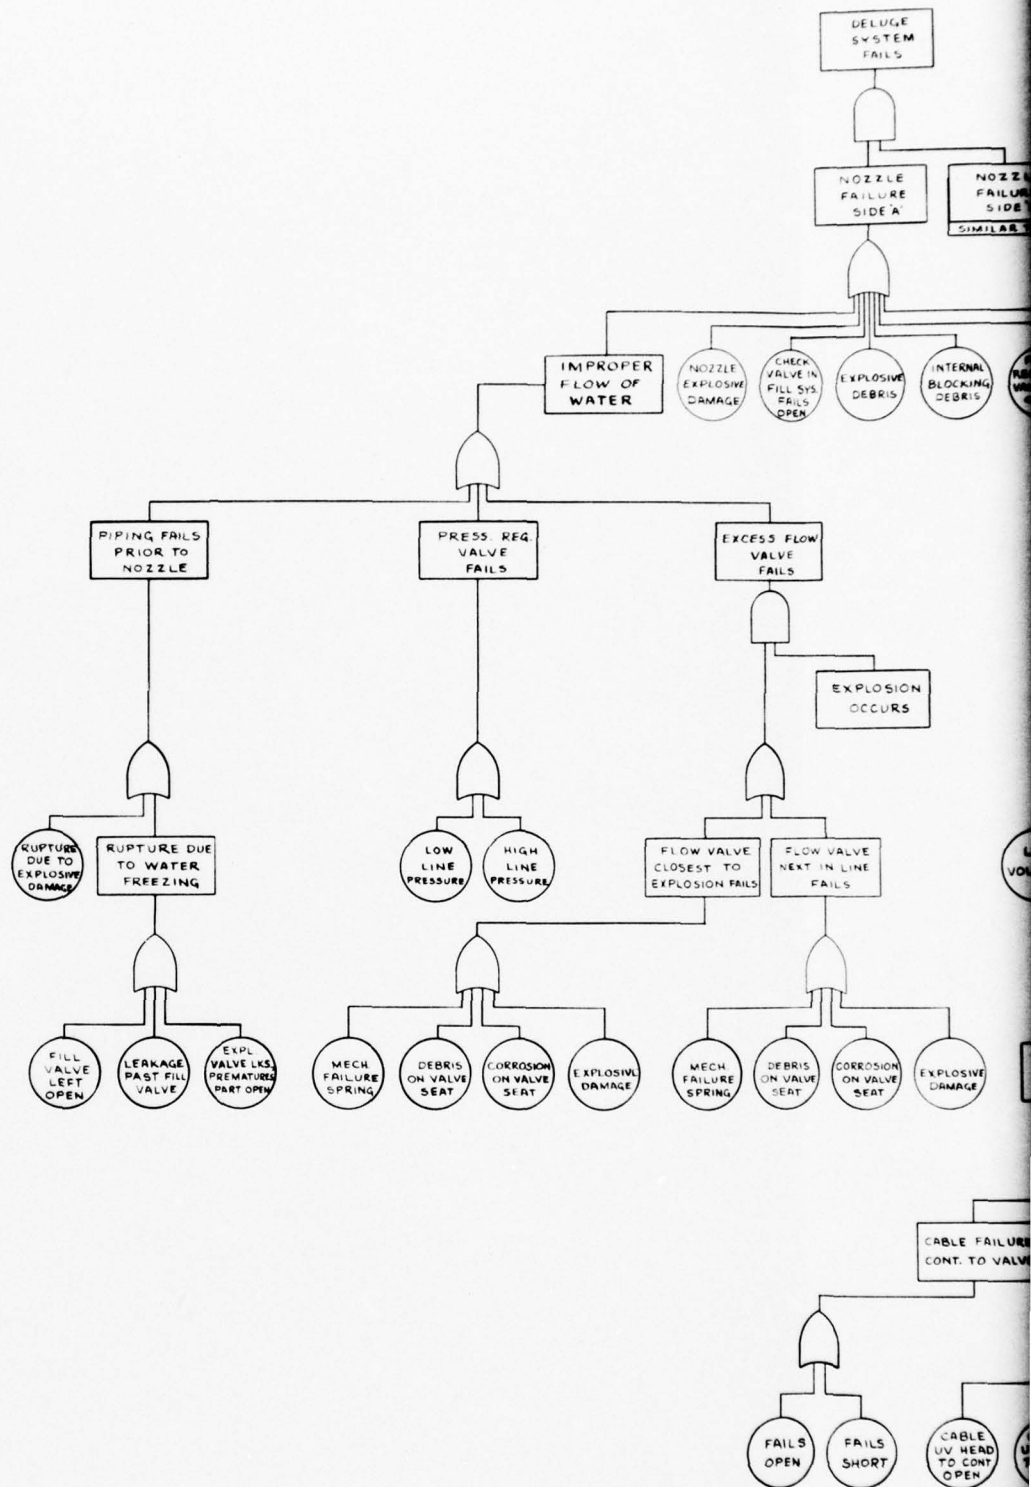 DELUGE
SYSTEM
FAILS
NOZZLE
FAILURE
SIDE "A"
SIDE
SIMILAR
IMPROPER
FLOW OF
WATER
NOZZLE
EXPLOSIVE
DAMAGE
CHECK
VALVE IN
FILL SYS.
FAILS
OPEN
EXPLOSIVE
DEBRIS
INTERNAL
BLOCKING
DEBRIS
PIPING FAILS
PRIOR TO
NOZZLE
PRESS. REG.
VALVE
FAILS
EXCESS FLOW
VALVE
FAILS
EXPLOSION
OCCURS
RUPTURE
DUE TO
EXPLOSIVE
DAMAGE
RUPTURE DUE
TO WATER
FREEZING
LOW
LINE
PRESSURE
HIGH
LINE
PRESSURE
FLOW VALVE
CLOSEST TO
EXPLOSION FAILS
FLOW VALVE
NEXT IN LINE
FAILS
FILL
VALVE
LEFT
OPEN
LEAKAGE
PAST FILL
VALVE
EXPL.
VALVE LKS,
PREMATURES,
PART OPEN
MECH.
FAILURE
SPRING
DEBRIS
ON VALVE
SEAT
CORROSION
ON VALVE
SEAT
EXPLOSIVE
DAMAGE
MECH.
FAILURE
SPRING
DEBRIS
ON VALVE
SEAT
CORROSION
ON VALVE
SEAT
EXPLOSIVE
DAMAGE
CABLE FAILURE
CONT. TO
FAILS
OPEN
FAILS
SHORT
CABLE
UV HEAD
TO CONT
OPEN